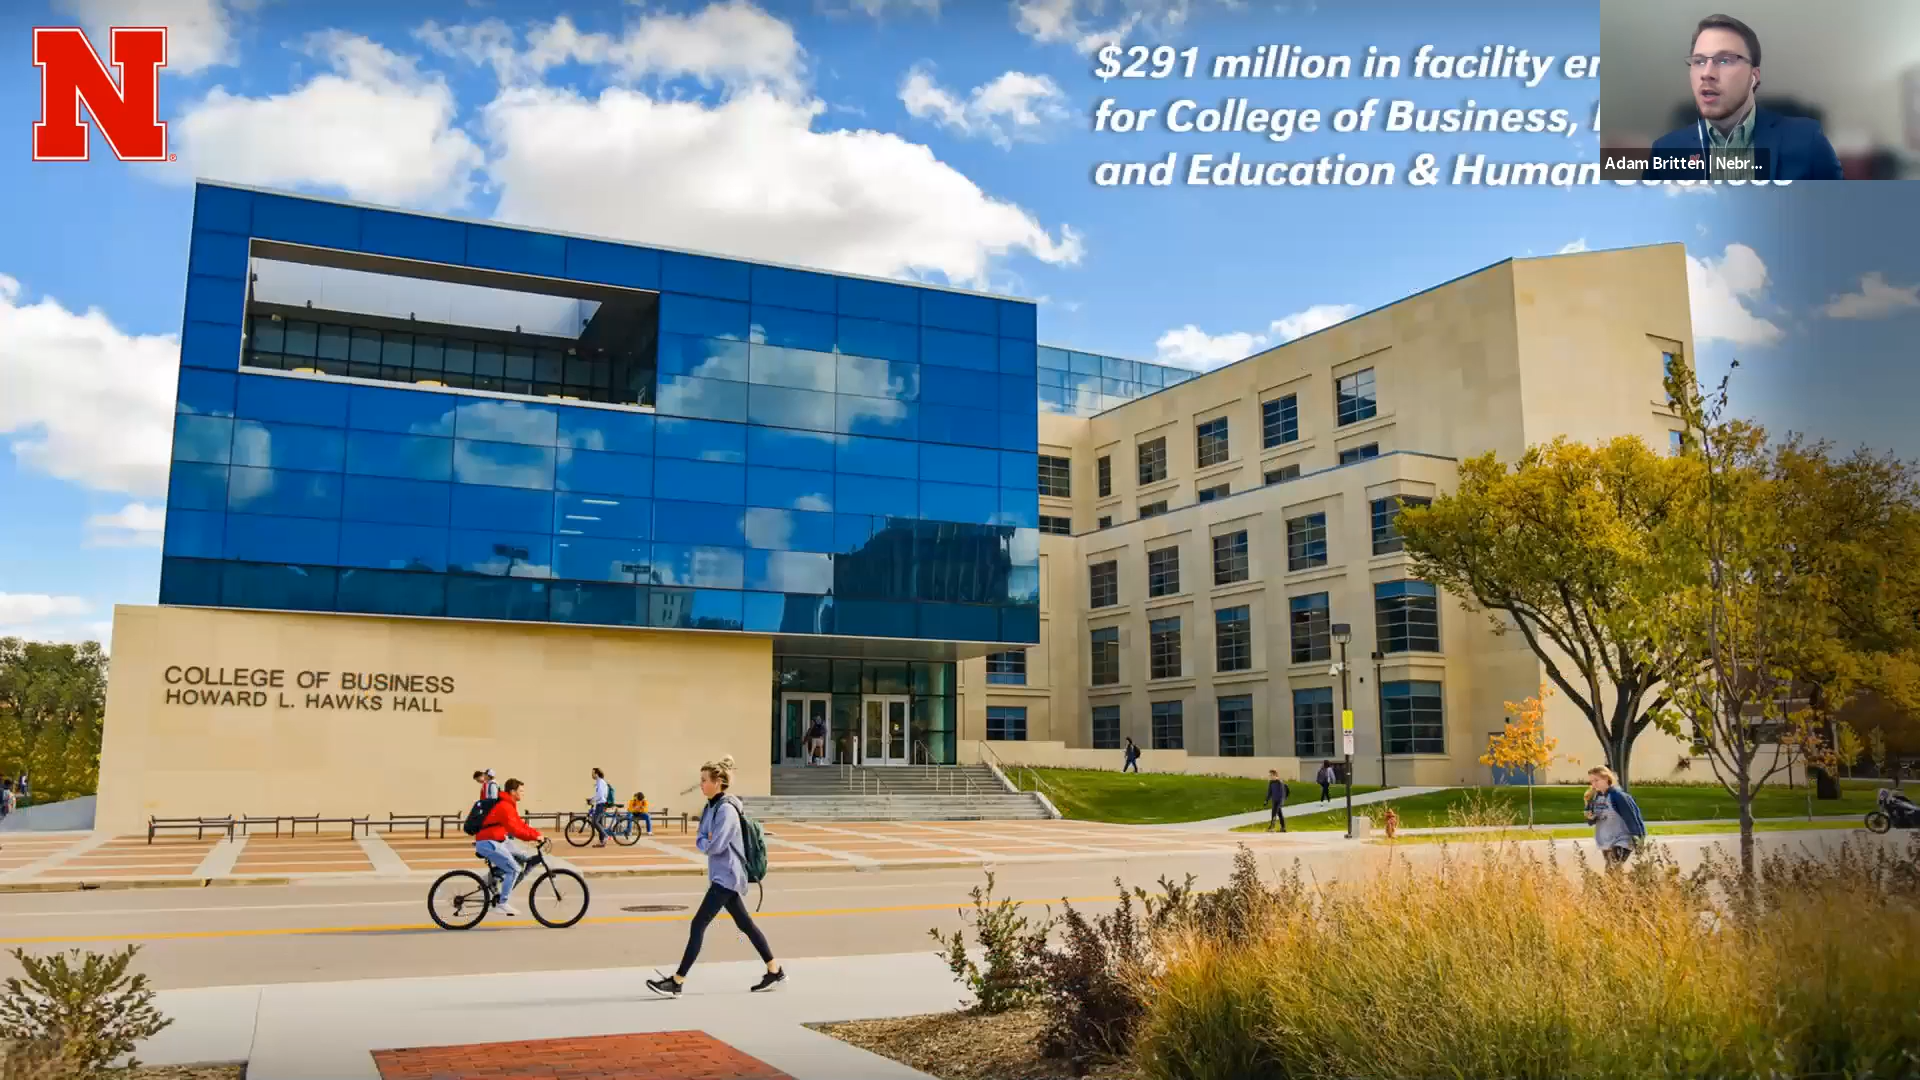 N
$291 million in facility
for College of Business,
and Education & Human Sciences
Adam Britten | Nebr...
COLLEGE OF BUSINESS
HOWARD L. HAWKS HALL